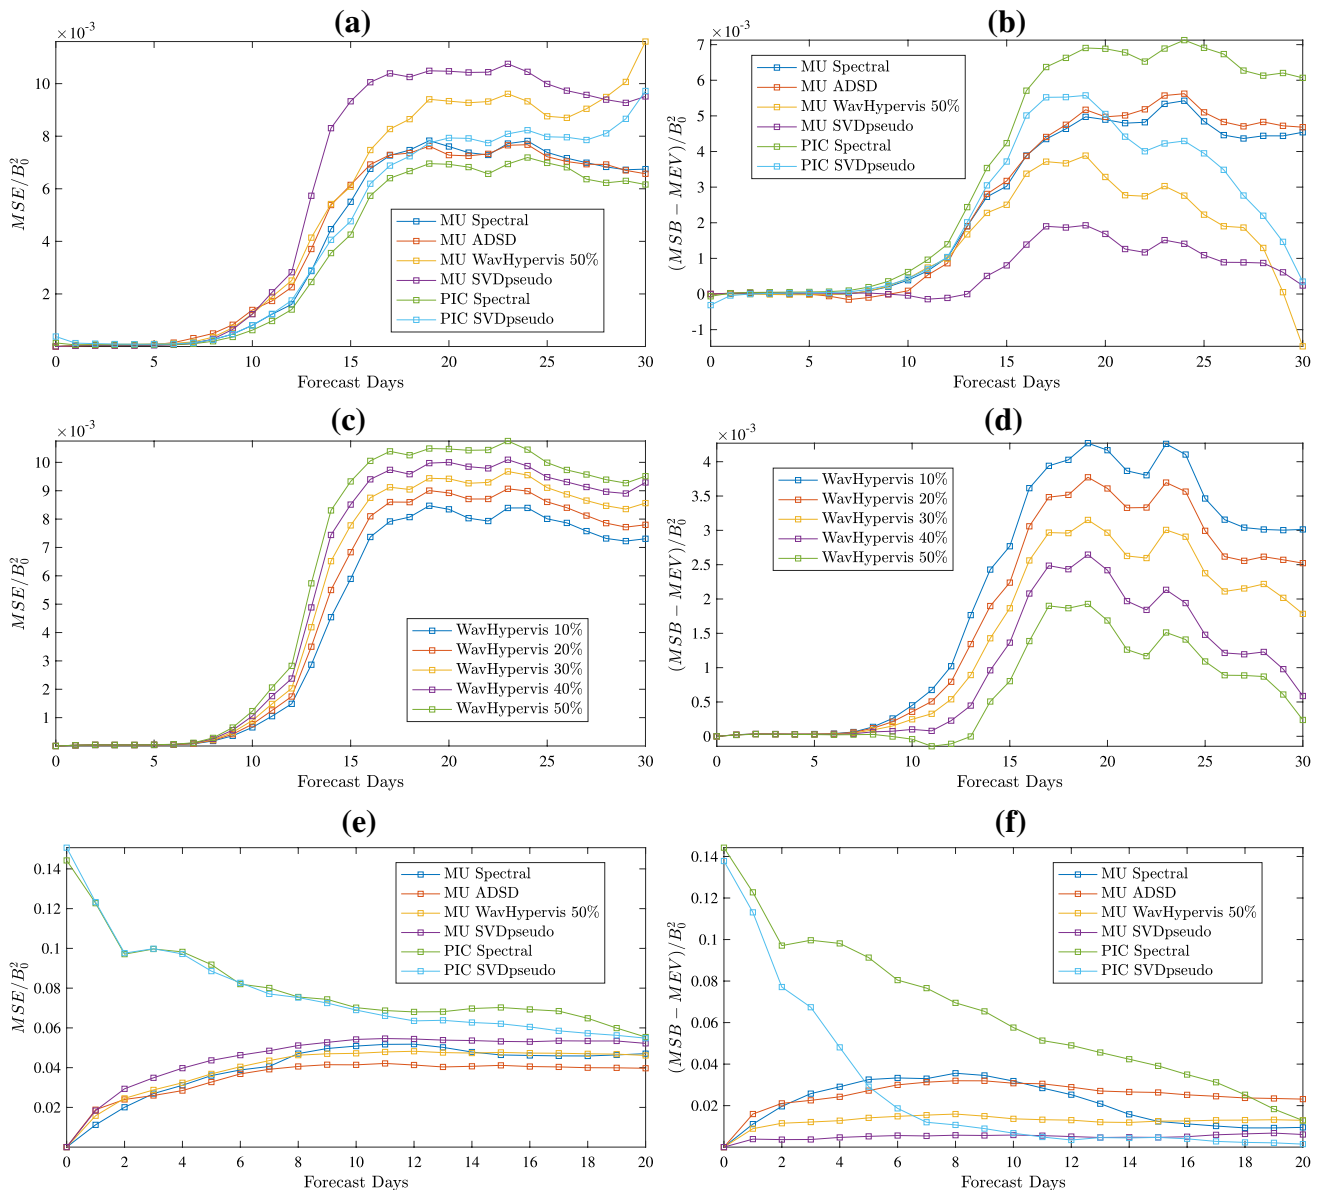 (a)
×10⁻³
10
8
6
4
2
0 5 10 15 20 25 30
MSE/B₀²
Forecast Days
MU Spectral
MU ADSD
MU WavHypervis 50%
MU SVDpseudo
PIC Spectral
PIC SVDpseudo
(b)
×10⁻³
7
6
5
4
3
2
1
0
-1
0 5 10 15 20 25 30
(MSB − MEV)/B₀²
Forecast Days
MU Spectral
MU ADSD
MU WavHypervis 50%
MU SVDpseudo
PIC Spectral
PIC SVDpseudo
(c)
×10⁻³
10
9
8
7
6
5
4
3
2
1
0 5 10 15 20 25 30
MSE/B₀²
Forecast Days
WavHypervis 10%
WavHypervis 20%
WavHypervis 30%
WavHypervis 40%
WavHypervis 50%
(d)
×10⁻³
4
3.5
3
2.5
2
1.5
1
0.5
0
0 5 10 15 20 25 30
(MSB − MEV)/B₀²
Forecast Days
WavHypervis 10%
WavHypervis 20%
WavHypervis 30%
WavHypervis 40%
WavHypervis 50%
(e)
0.14
0.12
0.1
0.08
0.06
0.04
0.02
0 2 4 6 8 10 12 14 16 18 20
MSE/B₀²
Forecast Days
MU Spectral
MU ADSD
MU WavHypervis 50%
MU SVDpseudo
PIC Spectral
PIC SVDpseudo
(f)
0.14
0.12
0.1
0.08
0.06
0.04
0.02
0 2 4 6 8 10 12 14 16 18 20
(MSB − MEV)/B₀²
Forecast Days
MU Spectral
MU ADSD
MU WavHypervis 50%
MU SVDpseudo
PIC Spectral
PIC SVDpseudo